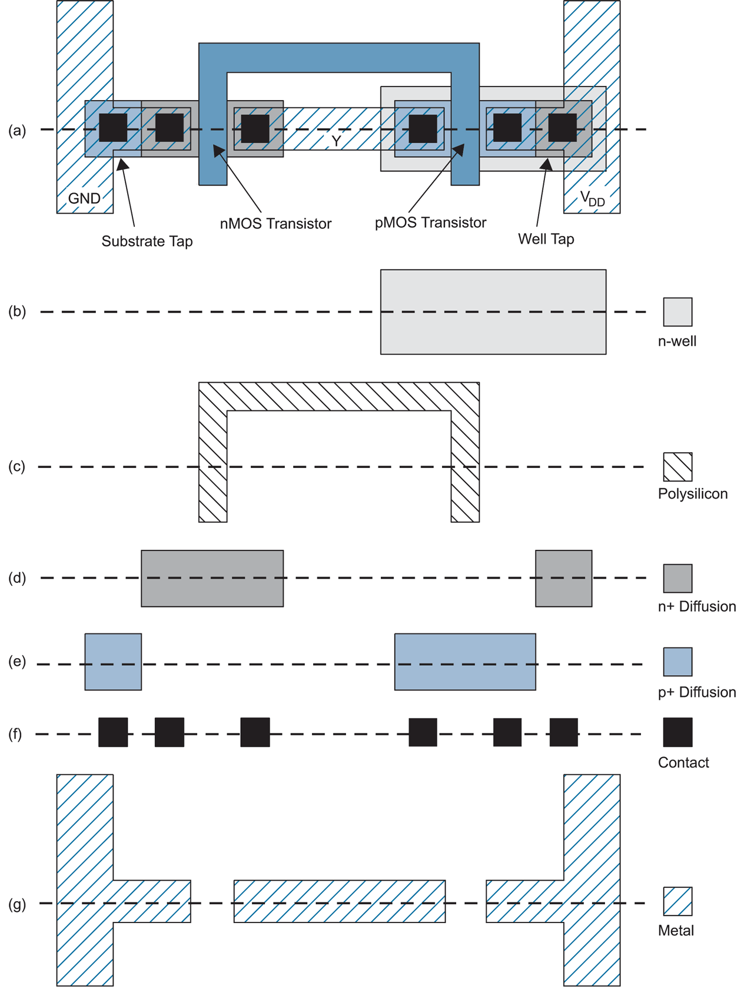 (a)
Y
GND
VDD
nMOS Transistor
pMOS Transistor
Substrate Tap
Well Tap
(b)
n-well
(c)
Polysilicon
(d)
n+ Diffusion
(e)
p+ Diffusion
(f)
Contact
(g)
Metal